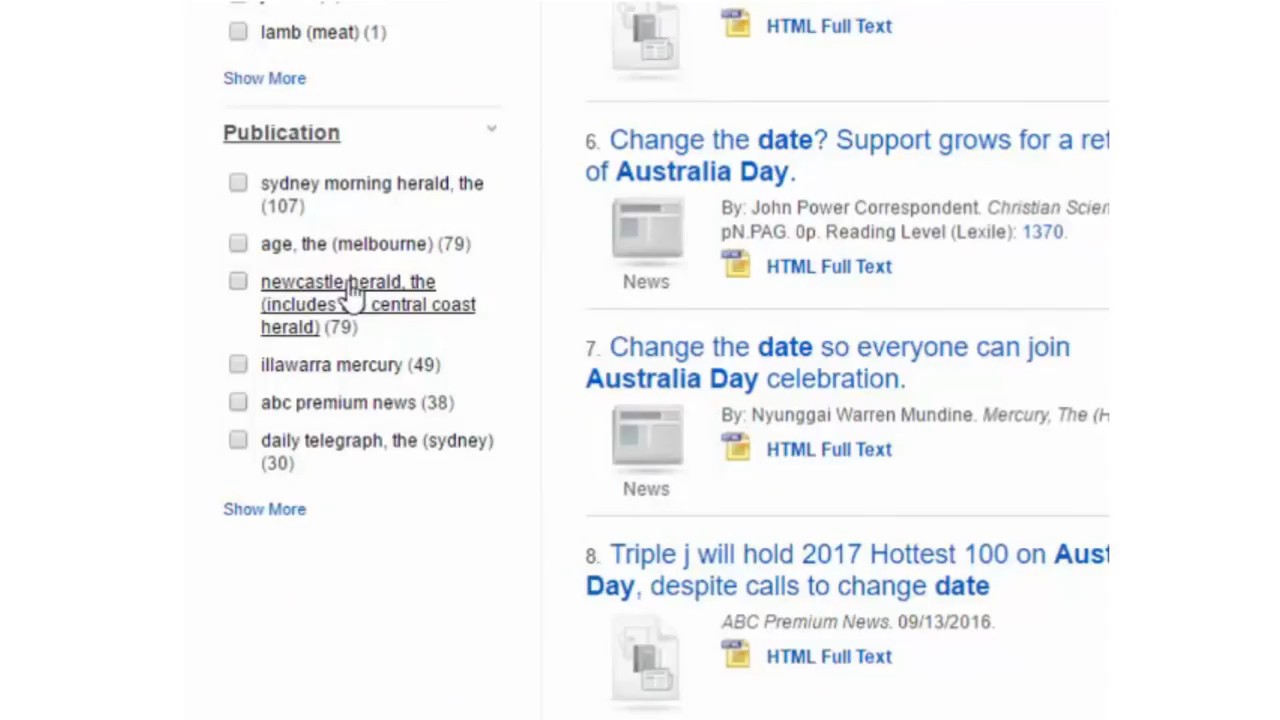 lamb (meat) (1)
Show More
Publication
sydney morning herald, the
(107)
age, the (melbourne) (79)
newcastle herald, the
(includes central coast
herald) (79)
illawarra mercury (49)
abc premium news (38)
daily telegraph, the (sydney)
(30)
Show More
HTML Full Text
6. Change the date? Support grows for a ret
of Australia Day.
By: John Power Correspondent. Christian Scien
pN.PAG. 0p. Reading Level (Lexile): 1370.
HTML Full Text
News
7. Change the date so everyone can join
Australia Day celebration.
By: Nyunggai Warren Mundine. Mercury, The (H
HTML Full Text
News
8. Triple j will hold 2017 Hottest 100 on Aust
Day, despite calls to change date
ABC Premium News. 09/13/2016.
HTML Full Text